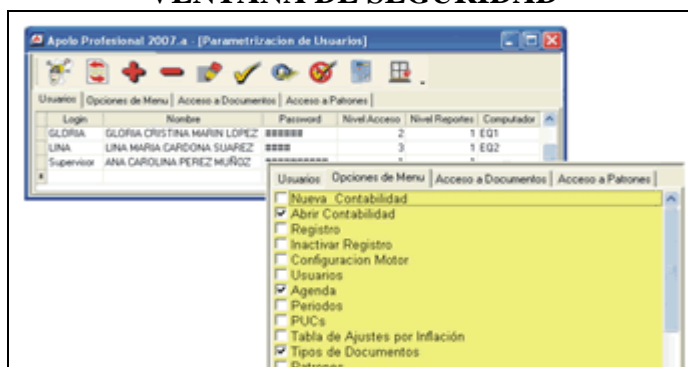 VENTANA DE SEGURIDAD
Apolo Profesional 2007.a - [Parametrizacion de Usuarios]
Usuarios Opciones de Menu Acceso a Documentos Acceso a Patrones
Login Nombre Password Nivel Acceso Nivel Reportes Computador
GLORIA GLORIA CRISTINA MARIN LOPEZ ###### 2 1 EQ1
LINA LINA MARIA CARDONA SUAREZ #### 3 1 EQ2
Supervisor ANA CAROLINA PEREZ MUÑOZ ########## 1 1
Usuarios Opciones de Menu Acceso a Documentos Acceso a Patrones
Nueva Contabilidad
Abrir Contabilidad
Registro
Inactivar Registro
Configuracion Motor
Usuarios
Agenda
Periodos
PUCs
Tabla de Ajustes por Inflación
Tipos de Documentos
Patrones